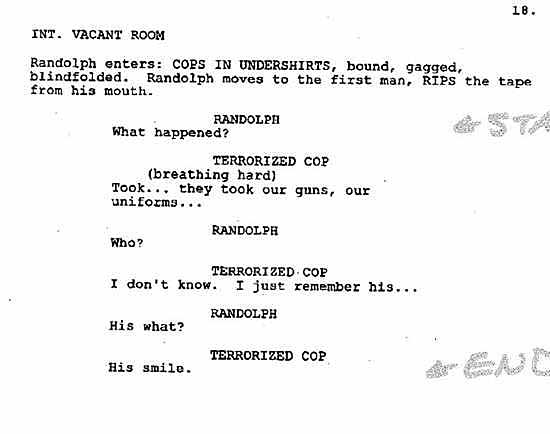 18.
INT. VACANT ROOM
Randolph enters: COPS IN UNDERSHIRTS, bound, gagged,
blindfolded. Randolph moves to the first man, RIPS the tape
from his mouth.
RANDOLPH
What happened?
STA
TERRORIZED COP
(breathing hard)
Took... they took our guns, our
uniforms...
RANDOLPH
Who?
TERRORIZED COP
I don't know. I just remember his...
RANDOLPH
His what?
TERRORIZED COP
His smile.
END